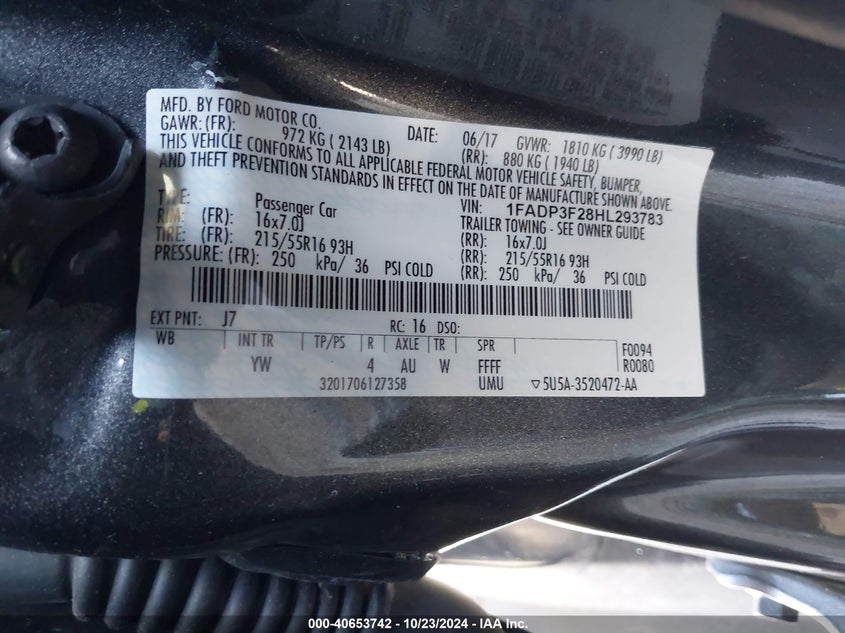 MFD. BY FORD MOTOR CO. DATE: 06/17 GVWR: 1810 KG ( 3990 LB)
GAWR: (FR): 972 KG ( 2143 LB) (RR): 880 KG ( 1940 LB)
THIS VEHICLE CONFORMS TO ALL APPLICABLE FEDERAL MOTOR VEHICLE SAFETY, BUMPER,
AND THEFT PREVENTION STANDARDS IN EFFECT ON THE DATE OF MANUFACTURE SHOWN ABOVE.
VIN: 1FADP3F28HL293783
TYPE: Passenger Car TRAILER TOWING - SEE OWNER GUIDE
RIM: (FR): 16x7.0J (RR): 16x7.0J
TIRE: (FR): 215/55R16 93H (RR): 215/55R16 93H
PRESSURE: (FR): 250 kPa/ 36 PSI COLD (RR): 250 kPa/ 36 PSI COLD
EXT PNT: J7 RC: 16 DSO:
WB INT TR TP/PS R AXLE TR SPR F0094
YW 4 AU W FFFF R0080
3201706127358 UMU ▽5U5A-3520472-AA
000-40653742 - 10/23/2024 - IAAI Inc.